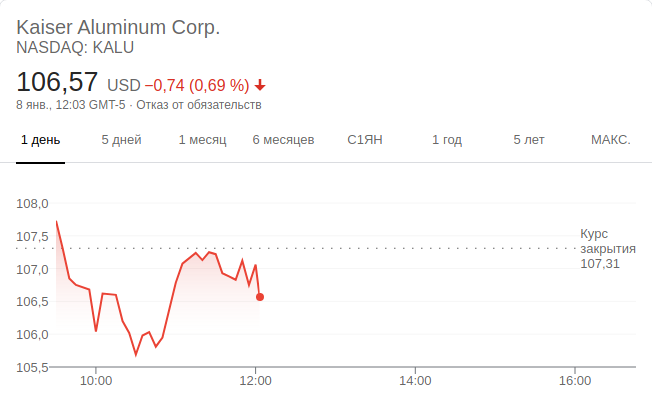 Kaiser Aluminum Corp.
NASDAQ: KALU
106,57 USD −0,74 (0,69 %)
8 янв., 12:03 GMT-5 · Отказ от обязательств
1 день 5 дней 1 месяц 6 месяцев С1ЯН 1 год 5 лет МАКС.
108,0
107,5
Курс
закрытия
107,31
107,0
106,5
106,0
105,5
10:00 12:00 14:00 16:00